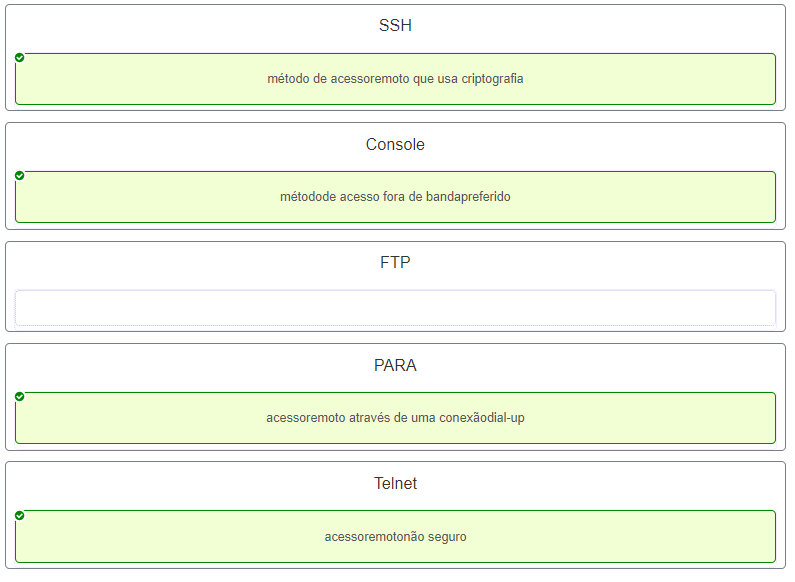 SSH
método de acessoremoto que usa criptografia
Console
métodode acesso fora de bandapreferido
FTP
PARA
acessoremoto através de uma conexãodial-up
Telnet
acessoremotonão seguro